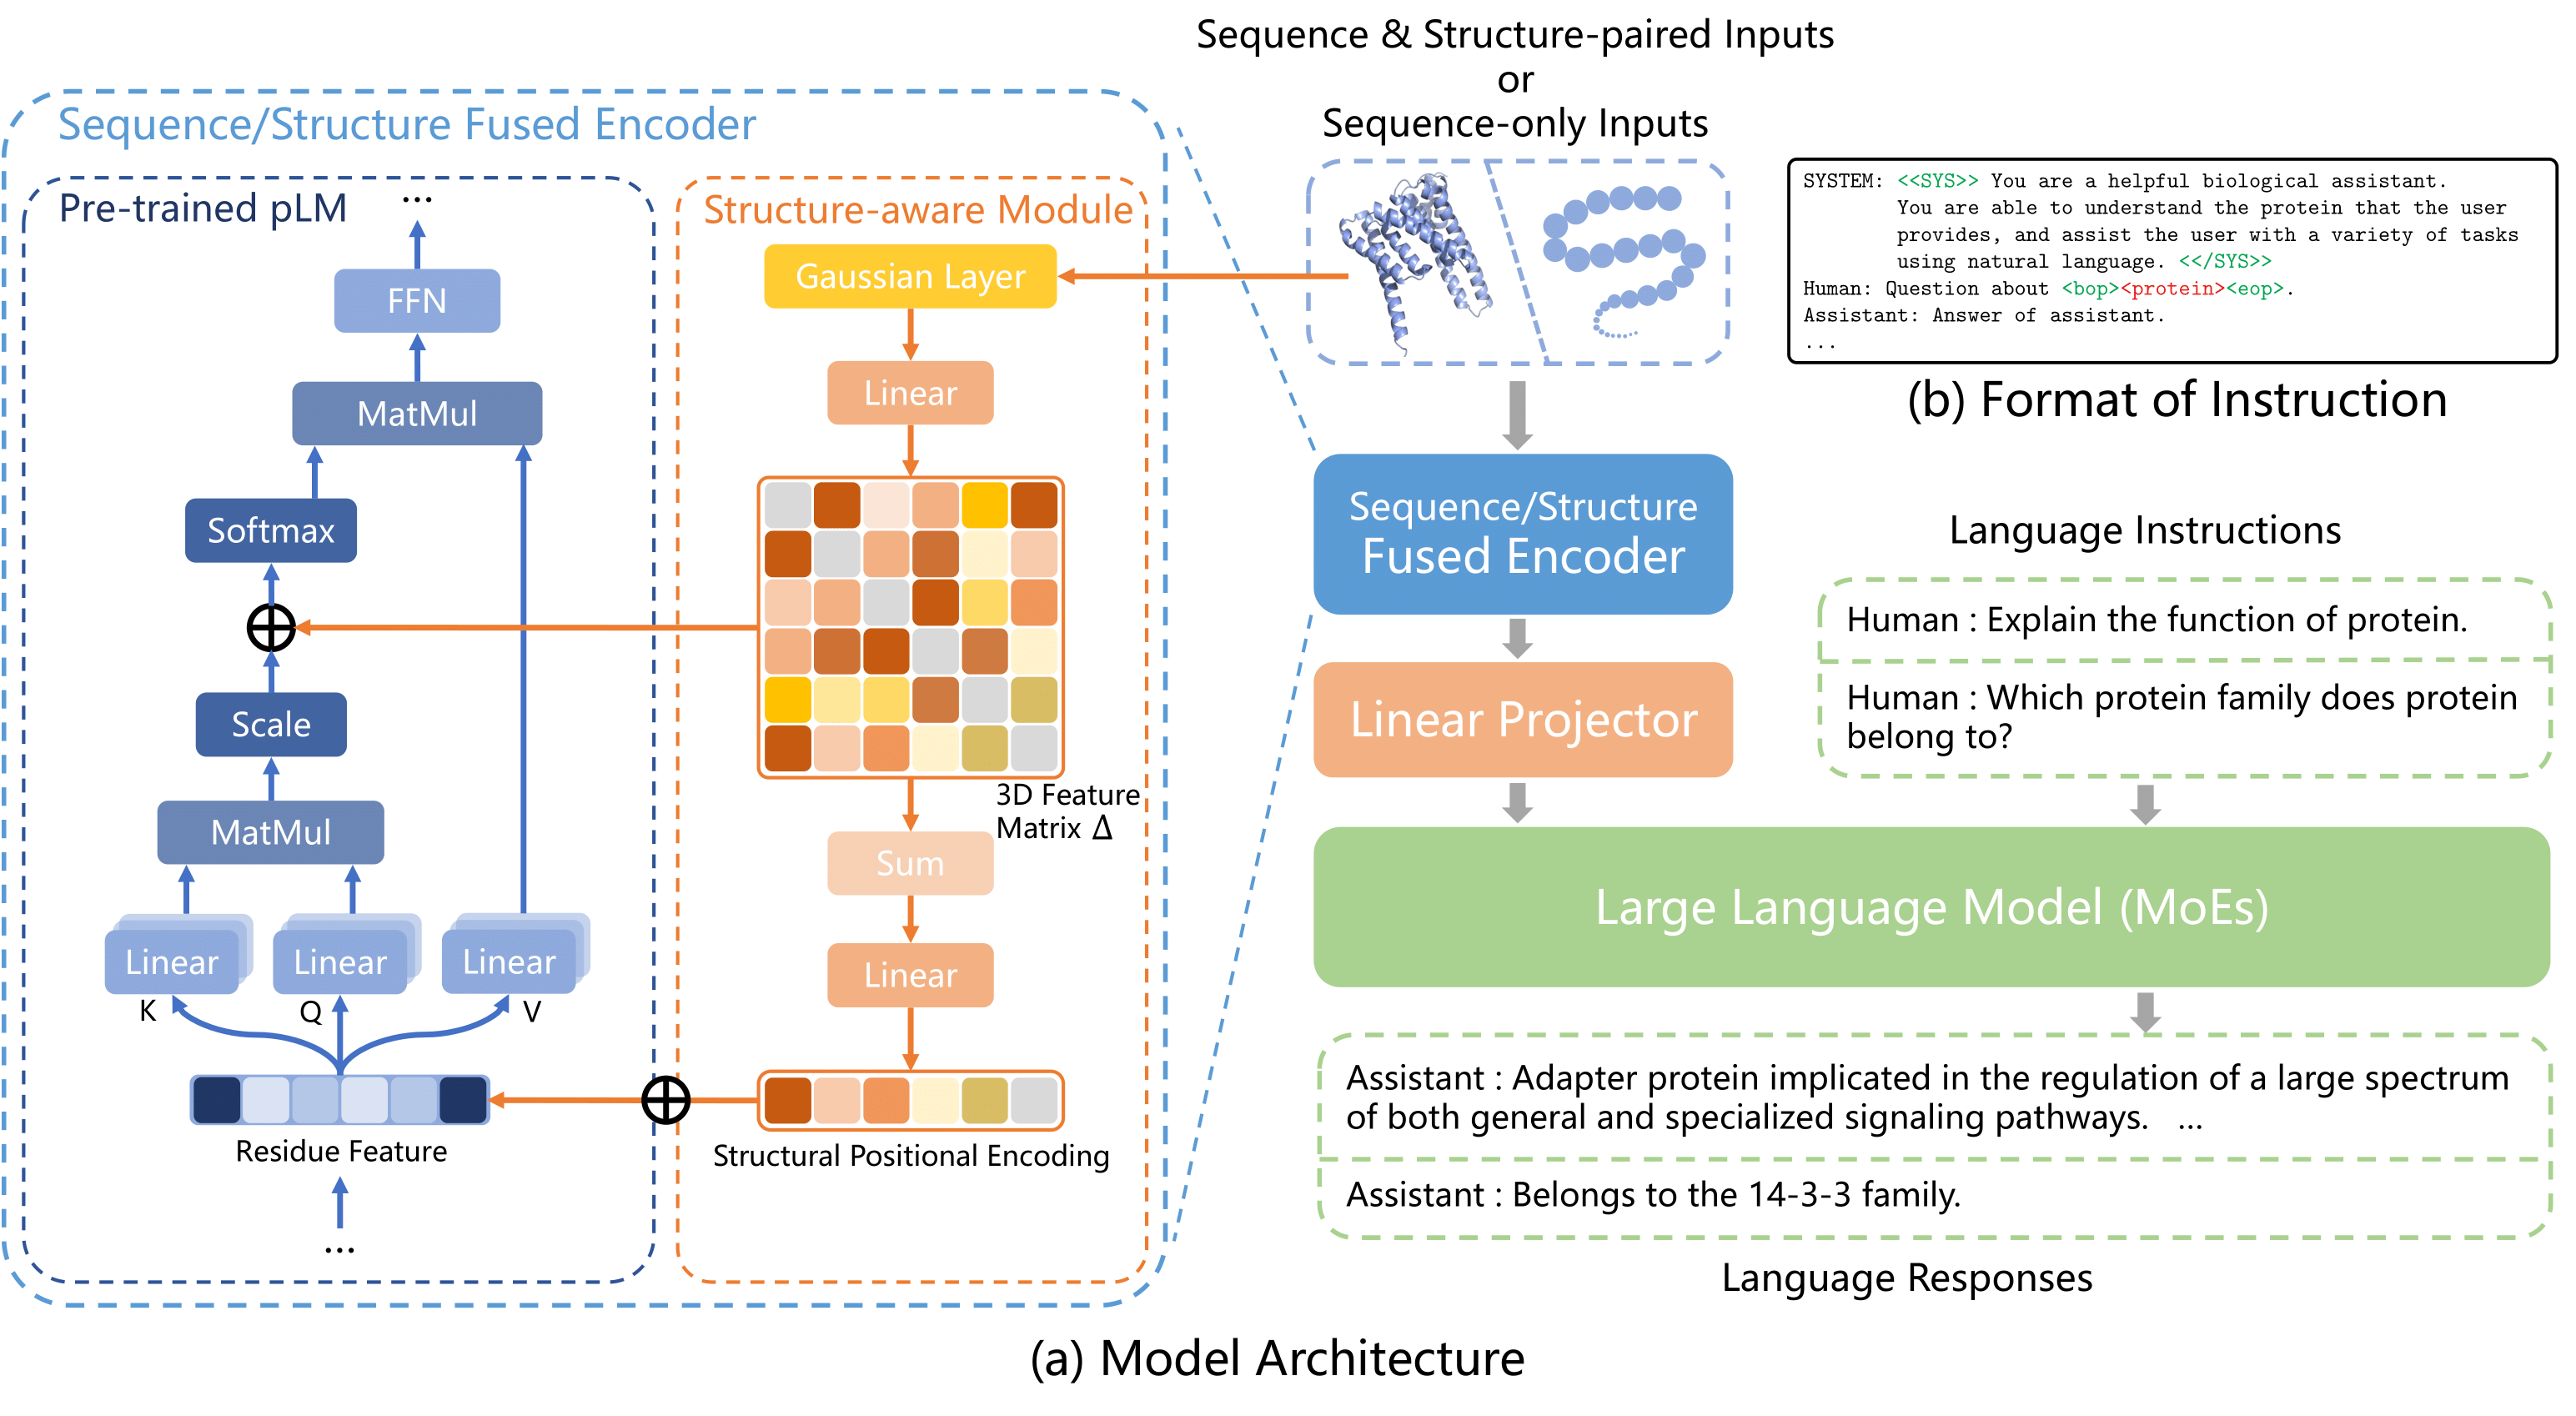 Sequence & Structure-paired Inputs
or
Sequence-only Inputs
Sequence/Structure Fused Encoder
Pre-trained pLM
...
FFN
MatMul
Softmax
Scale
MatMul
Linear
Linear
Linear
K
Q
V
Residue Feature
...
Structure-aware Module
Gaussian Layer
Linear
3D Feature
Matrix Δ
Sum
Linear
Structural Positional Encoding
Sequence/Structure
Fused Encoder
Linear Projector
Large Language Model (MoEs)
SYSTEM: <<SYS>> You are a helpful biological assistant.
You are able to understand the protein that the user
provides, and assist the user with a variety of tasks
using natural language. <</SYS>>
Human: Question about <bop><protein><eop>.
Assistant: Answer of assistant.
...
(b) Format of Instruction
Language Instructions
Human : Explain the function of protein.
Human : Which protein family does protein
belong to?
Assistant : Adapter protein implicated in the regulation of a large spectrum
of both general and specialized signaling pathways. ...
Assistant : Belongs to the 14-3-3 family.
Language Responses
(a) Model Architecture